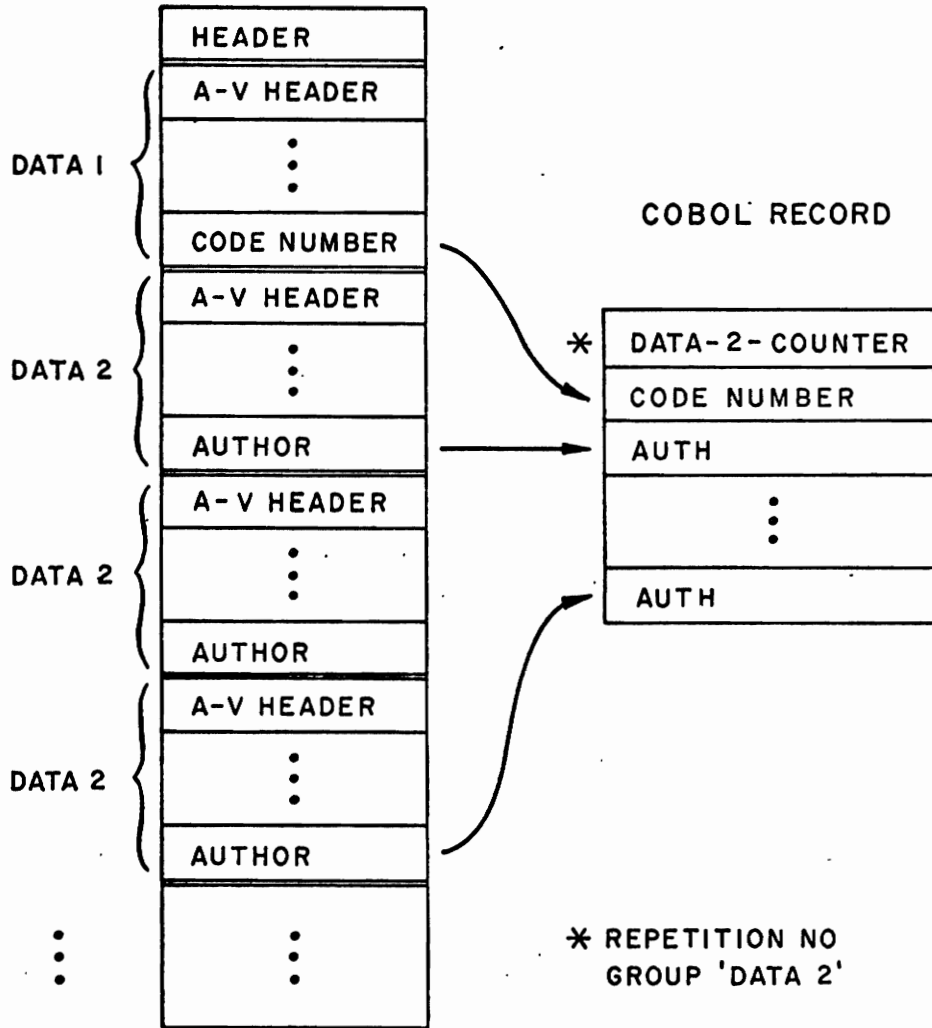 HEADER
A-V HEADER
DATA 1
CODE NUMBER
A-V HEADER
DATA 2
AUTHOR
A-V HEADER
DATA 2
AUTHOR
A-V HEADER
DATA 2
AUTHOR
COBOL RECORD
* DATA-2-COUNTER
CODE NUMBER
AUTH
AUTH
* REPETITION NO
GROUP 'DATA 2'